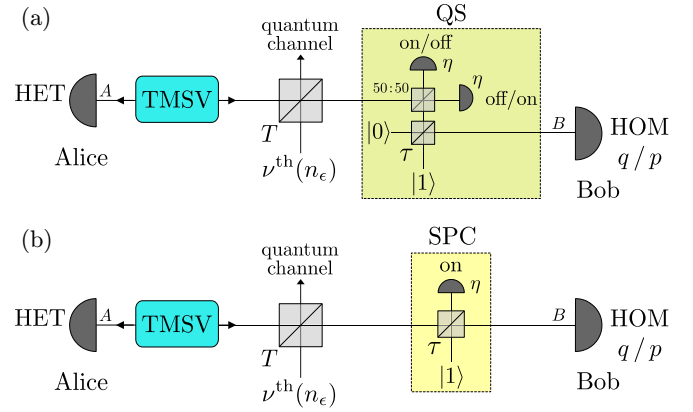 (a)
QS
quantum
channel
on/off
η
η
HET
A
TMSV
50:50
off/on
T
|0⟩
τ
B
HOM
q / p
Alice
ν^th(n_ϵ)
|1⟩
Bob
(b)
SPC
quantum
channel
on
η
HET
A
TMSV
B
HOM
T
τ
q / p
Alice
ν^th(n_ϵ)
|1⟩
Bob